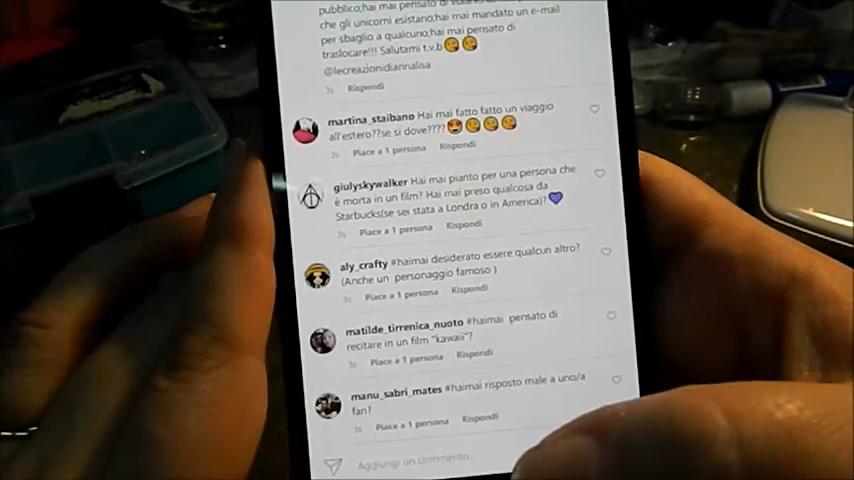 pubblico,hai mai pensato di
che gli unicorni esistano,hai mai mandato un e-mail
per sbaglio a qualcuno,hai mai pensato di
traslocare!!! Salutami t.v.b😘😘
@lecreazionidiannalisa
Rispondi
martina_staibano Hai mai fatto fatto un viaggio
all'estero??se si dove????😍😘😘😘
Piace a 1 persona Rispondi
giulyskywalker Hai mai pianto per una persona che
è morta in un film? Hai mai preso qualcosa da
Starbucks(se sei stata a Londra o in America)?💜
Piace a 1 persona Rispondi
aly_crafty #haimai desiderato essere qualcun altro?
(Anche un personaggio famoso )
Piace a 1 persona Rispondi
matilde_tirrenica_nuoto #haimai pensato di
recitare in un film "kawaii"?
Piace a 1 persona Rispondi
manu_sabri_mates #haimai risposto male a uno/a
fan?
Piace a 1 persona Rispondi
Aggiungi un commento...